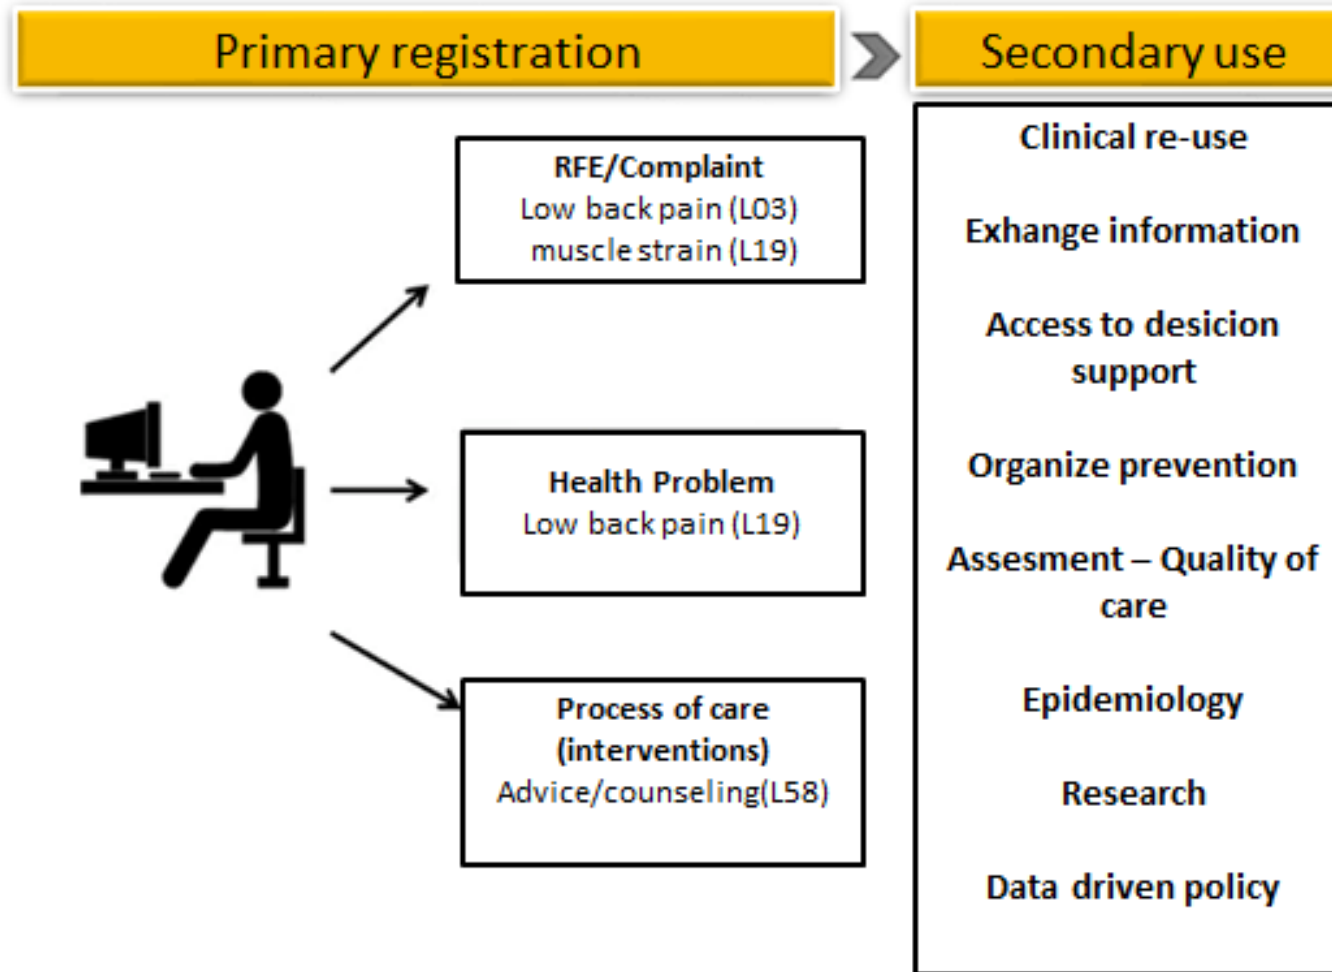 Primary registration
Secondary use
RFE/Complaint
Low back pain (L03)
muscle strain (L19)
Health Problem
Low back pain (L19)
Process of care
(interventions)
Advice/counseling(L58)
Clinical re-use
Exhange information
Access to desicion
support
Organize prevention
Assesment – Quality of
care
Epidemiology
Research
Data driven policy